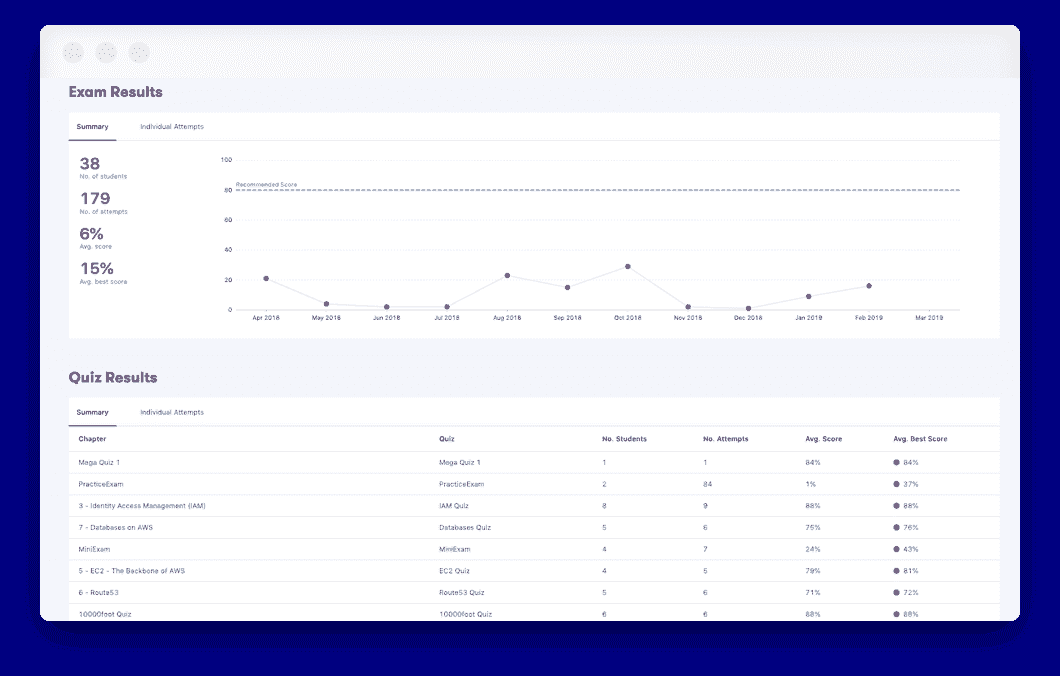 Exam Results
Summary Individual Attempts
38
No. of students
179
No. of attempts
6%
Avg. score
15%
Avg. best score
100
Recommended Score
80
60
40
20
0
Apr 2018 May 2018 Jun 2018 Jul 2018 Aug 2018 Sep 2018 Oct 2018 Nov 2018 Dec 2018 Jan 2019 Feb 2019 Mar 2019
Quiz Results
Summary Individual Attempts
Chapter Quiz No. Students No. Attempts Avg. Score Avg. Best Score
Mega Quiz 1 Mega Quiz 1 1 1 84% 84%
PracticeExam PracticeExam 2 84 1% 37%
3 - Identity Access Management (IAM) IAM Quiz 8 9 88% 88%
7 - Databases on AWS Databases Quiz 5 6 75% 76%
MiniExam MiniExam 4 7 24% 43%
5 - EC2 - The Backbone of AWS EC2 Quiz 4 5 79% 81%
6 - Route53 Route53 Quiz 5 6 71% 72%
10000foot Quiz 10000foot Quiz 6 6 88% 88%